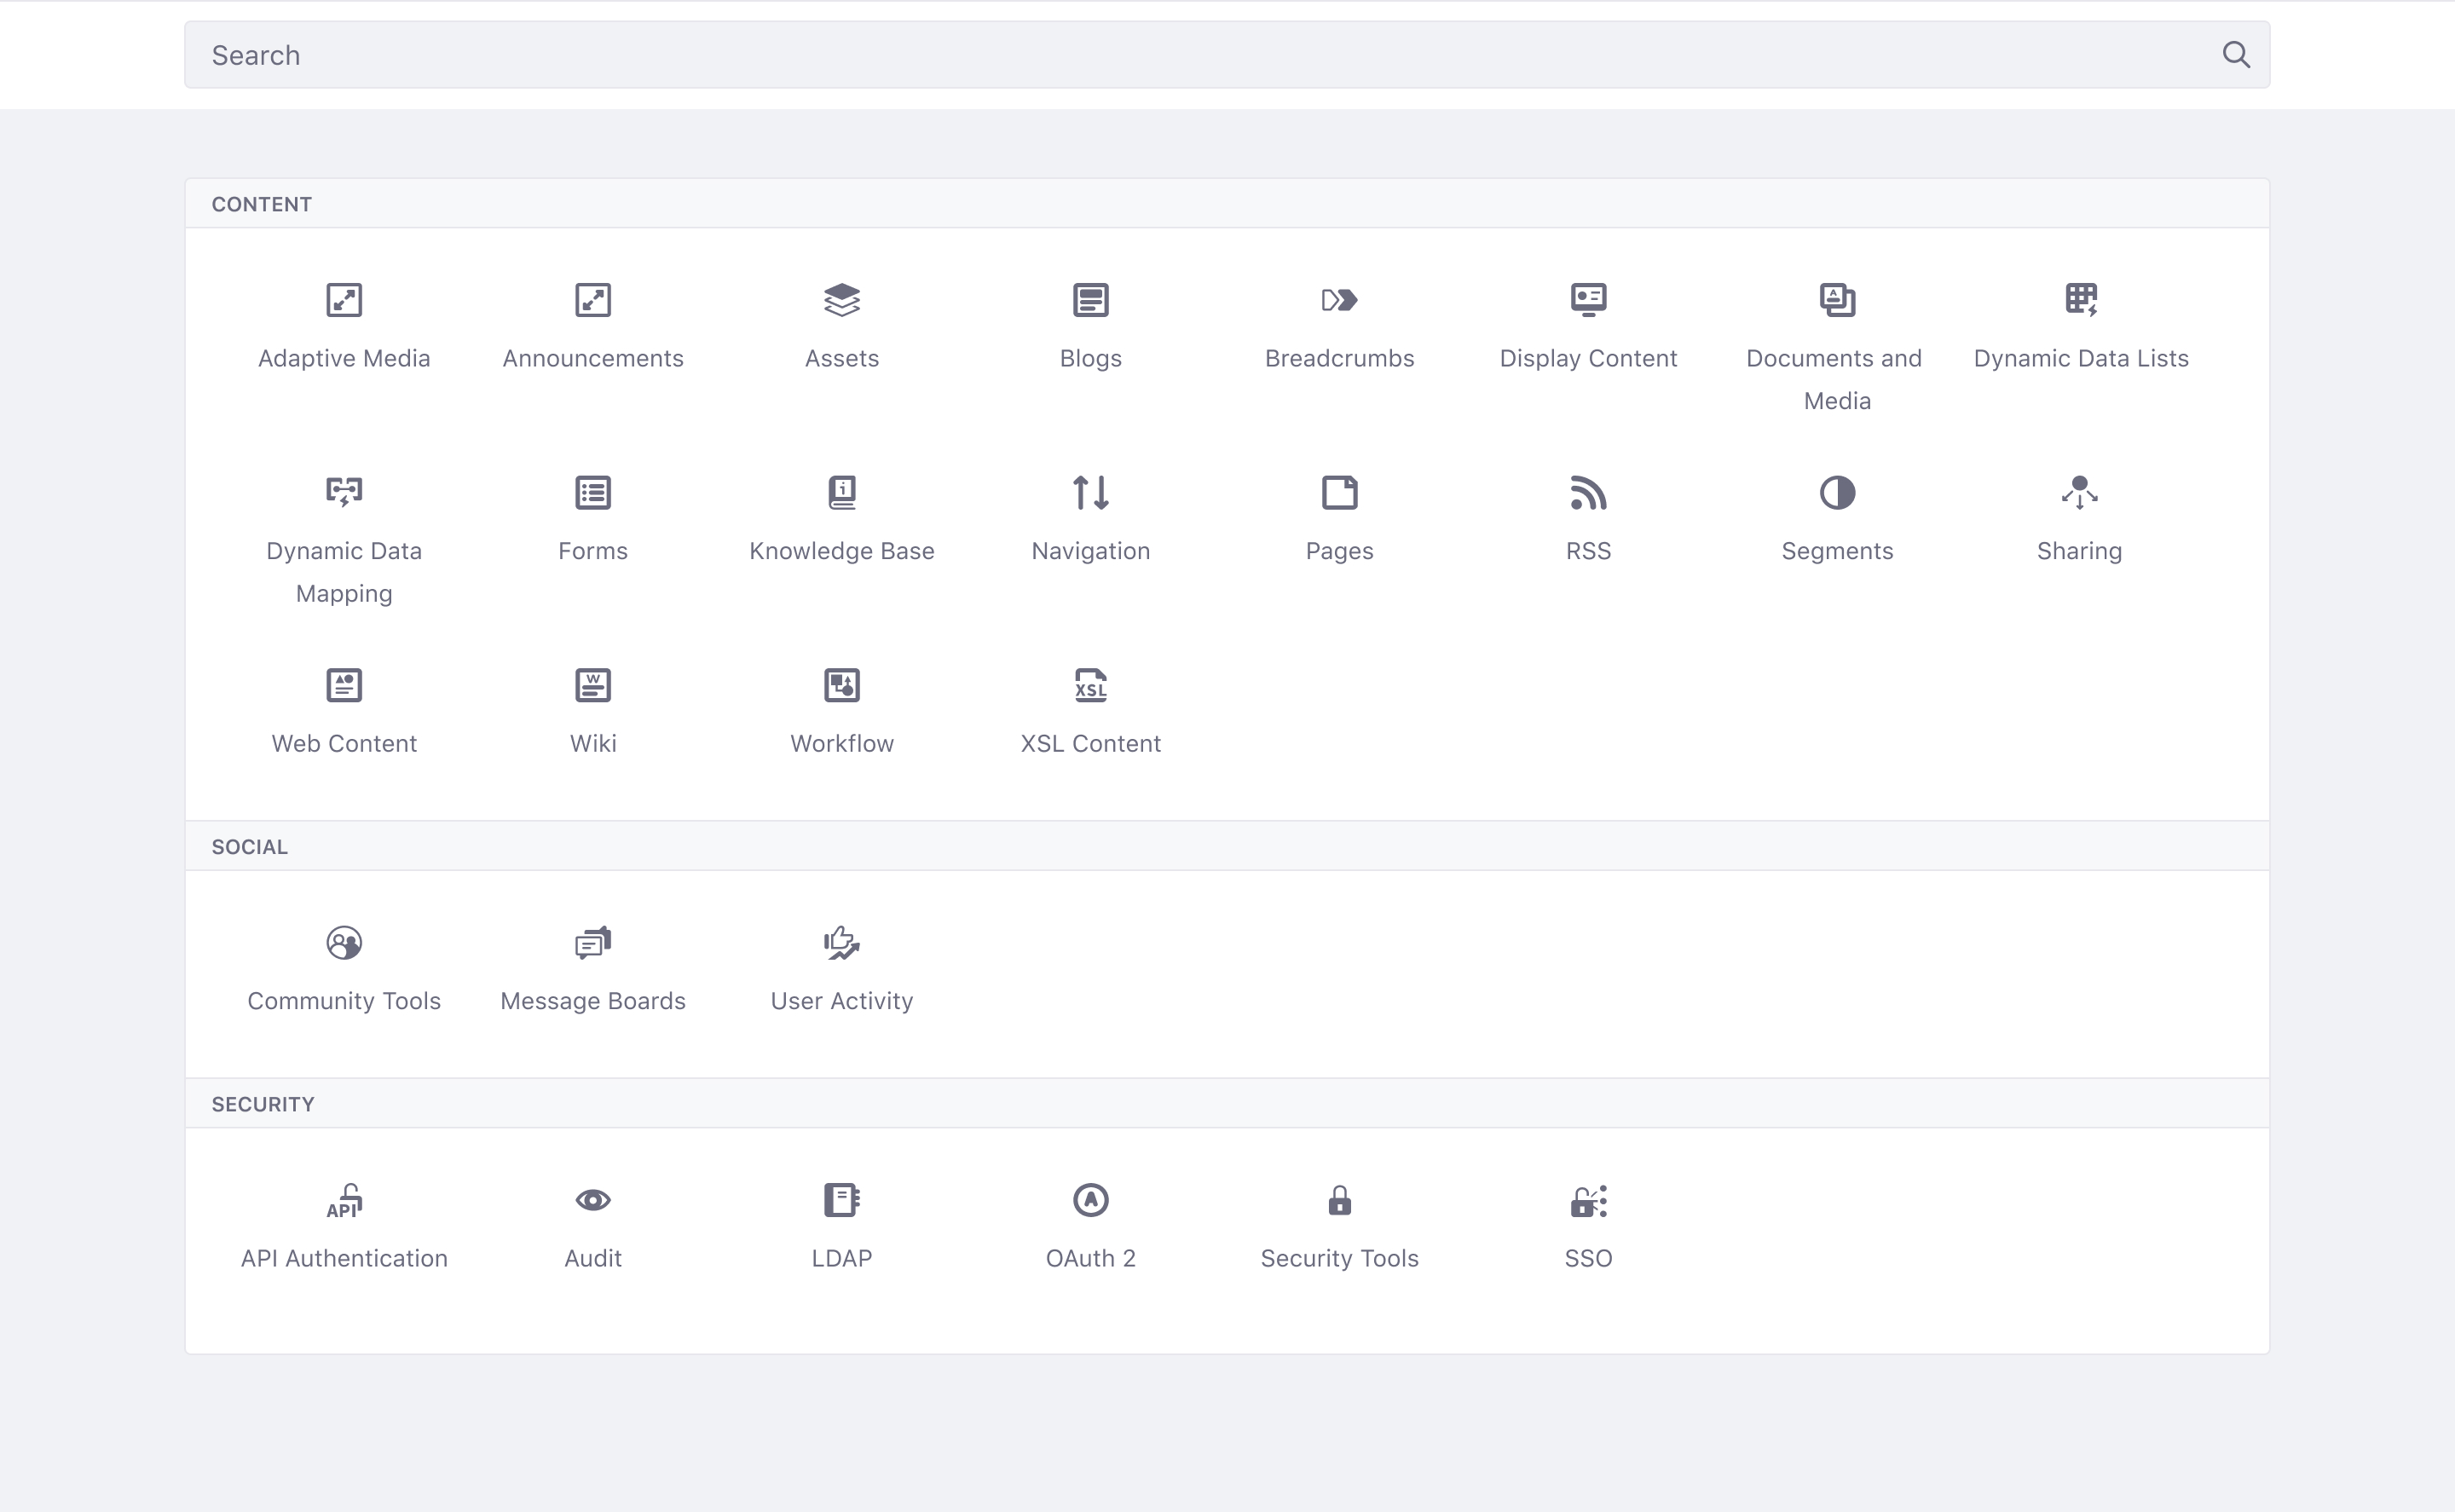 Search
CONTENT
Adaptive Media
Announcements
Assets
Blogs
Breadcrumbs
Display Content
Documents and
Media
Dynamic Data Lists
Dynamic Data
Mapping
Forms
Knowledge Base
Navigation
Pages
RSS
Segments
Sharing
Web Content
W
Wiki
Workflow
XSL
XSL Content
SOCIAL
Community Tools
Message Boards
User Activity
SECURITY
API
API Authentication
Audit
LDAP
A
OAuth 2
Security Tools
SSO